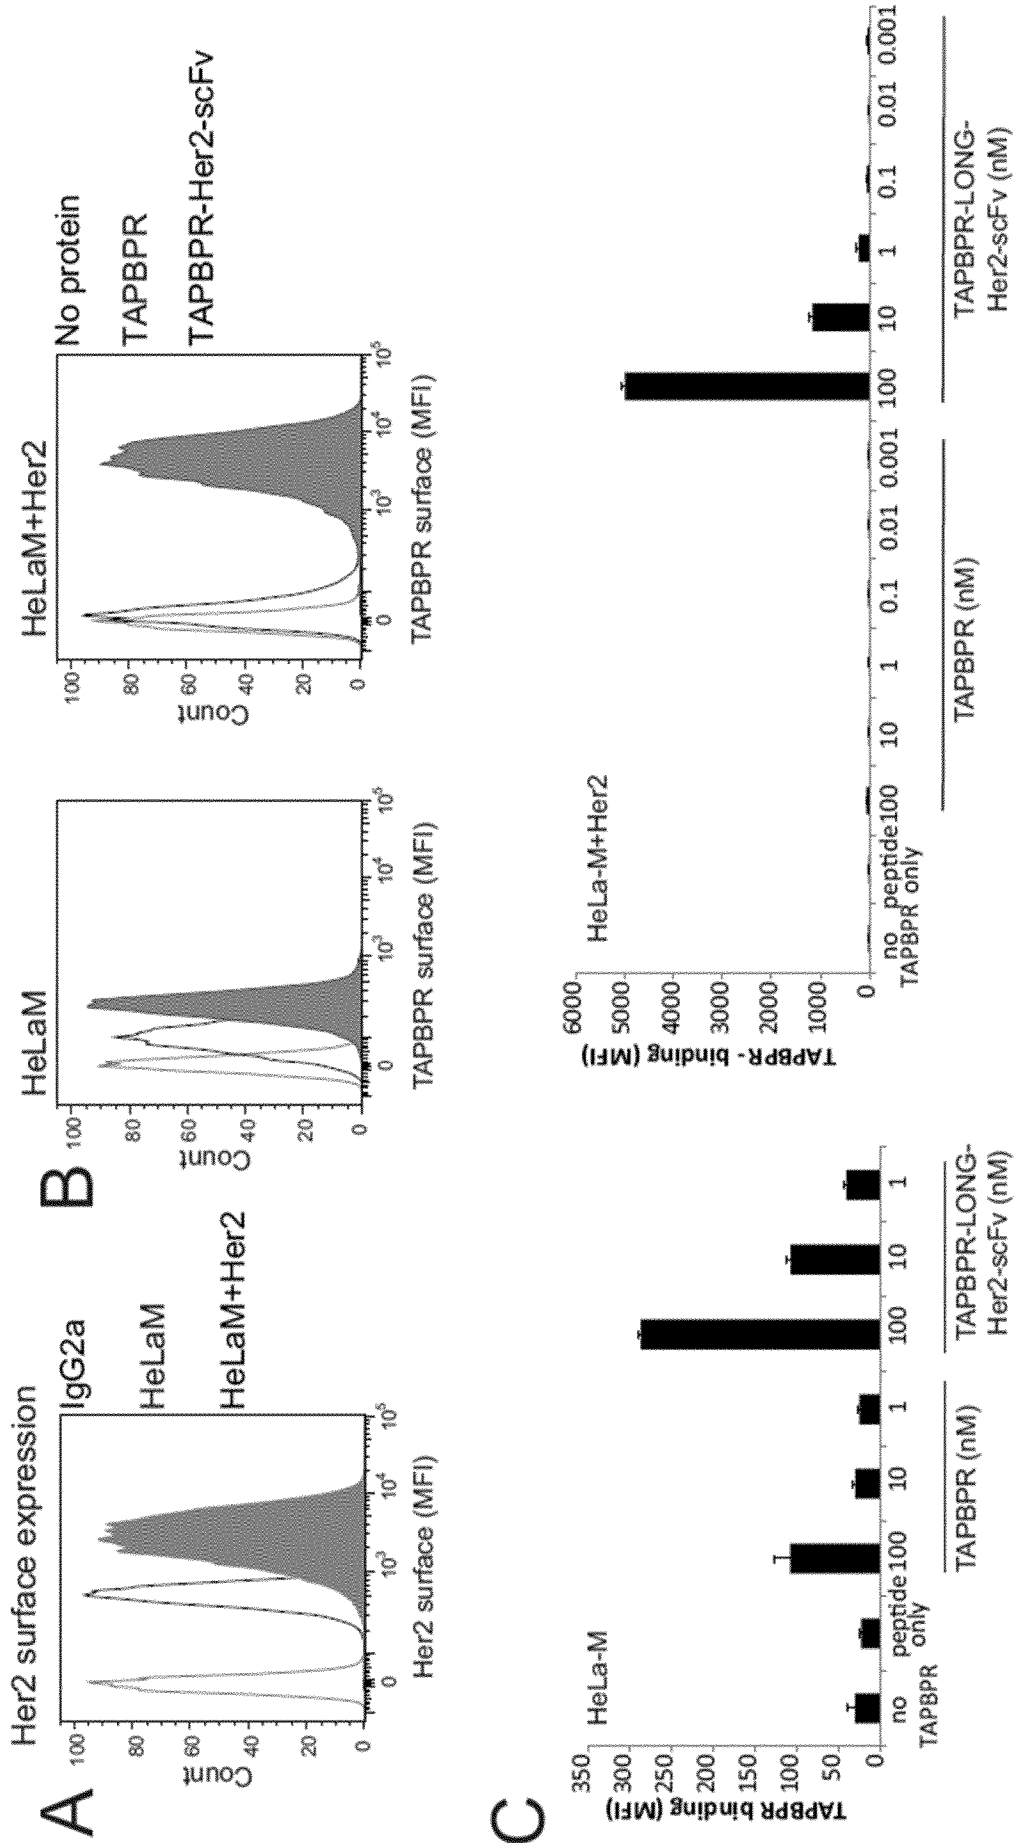 A
Her2 surface expression
100
80
60
40
20
0
Count
0
10³
10⁴
10⁵
Her2 surface (MFI)
IgG2a
HeLaM
HeLaM+Her2
B
HeLaM
100
80
60
40
20
0
Count
0
10³
10⁴
10⁵
TAPBPR surface (MFI)
HeLaM+Her2
100
80
60
40
20
0
Count
0
10³
10⁴
10⁵
TAPBPR surface (MFI)
No protein
TAPBPR
TAPBPR-Her2-scFv
C
HeLa-M
350
300
250
200
150
100
50
0
TAPBPR binding (MFI)
no TAPBPR
peptide only
100
10
1
100
10
1
TAPBPR (nM)
TAPBPR-LONG-
Her2-scFv (nM)
HeLa-M+Her2
6000
5000
4000
3000
2000
1000
0
TAPBPR - binding (MFI)
no TAPBPR
peptide only
100
10
1
0.1
0.01
0.001
100
10
1
0.1
0.01
0.001
TAPBPR (nM)
TAPBPR-LONG-
Her2-scFv (nM)